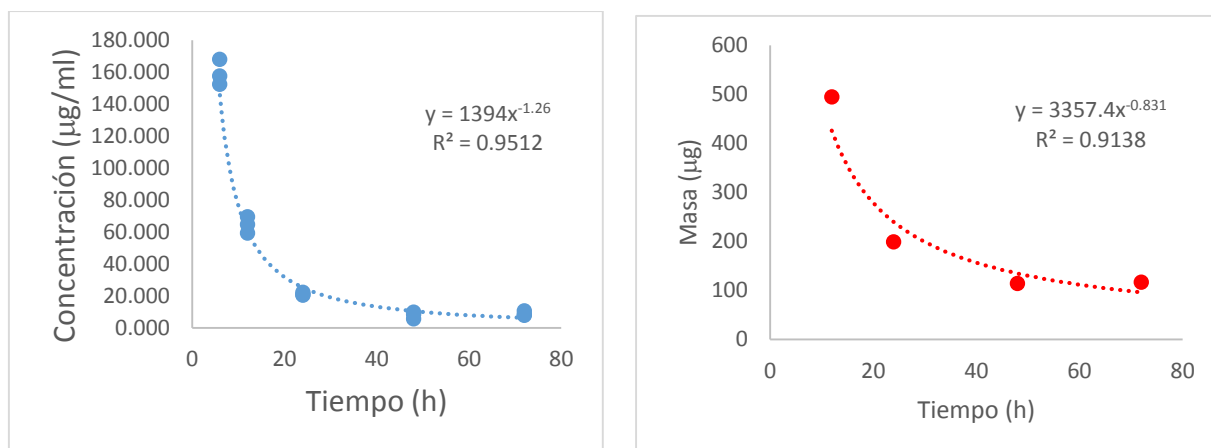 180.000
160.000
140.000
120.000
100.000
80.000
60.000
40.000
20.000
0.000
0 20 40 60 80
Concentración (µg/ml)
Tiempo (h)
y = 1394x^-1.26
R² = 0.9512
600
500
400
300
200
100
0
0 20 40 60 80
Masa (µg)
Tiempo (h)
y = 3357.4x^-0.831
R² = 0.9138